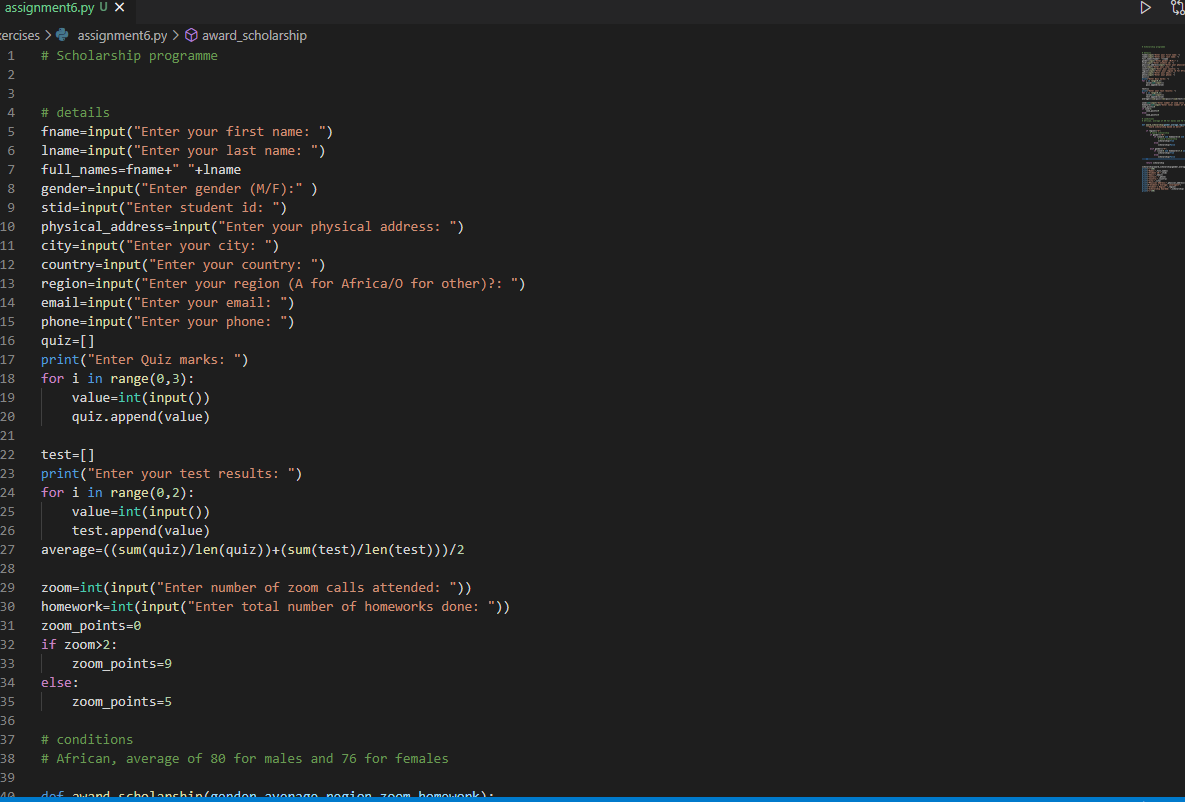 assignment6.py U
ercises > assignment6.py > award_scholarship
1 # Scholarship programme
2
3
4 # details
5 fname=input("Enter your first name: ")
6 lname=input("Enter your last name: ")
7 full_names=fname+" "+lname
8 gender=input("Enter gender (M/F):" )
9 stid=input("Enter student id: ")
10 physical_address=input("Enter your physical address: ")
11 city=input("Enter your city: ")
12 country=input("Enter your country: ")
13 region=input("Enter your region (A for Africa/O for other)?: ")
14 email=input("Enter your email: ")
15 phone=input("Enter your phone: ")
16 quiz=[]
17 print("Enter Quiz marks: ")
18 for i in range(0,3):
19     value=int(input())
20     quiz.append(value)
21
22 test=[]
23 print("Enter your test results: ")
24 for i in range(0,2):
25     value=int(input())
26     test.append(value)
27 average=((sum(quiz)/len(quiz))+(sum(test)/len(test)))/2
28
29 zoom=int(input("Enter number of zoom calls attended: "))
30 homework=int(input("Enter total number of homeworks done: "))
31 zoom_points=0
32 if zoom>2:
33     zoom_points=9
34 else:
35     zoom_points=5
36
37 # conditions
38 # African, average of 80 for males and 76 for females
39
40 def award_scholarship(gender,average,region,zoom,homework):